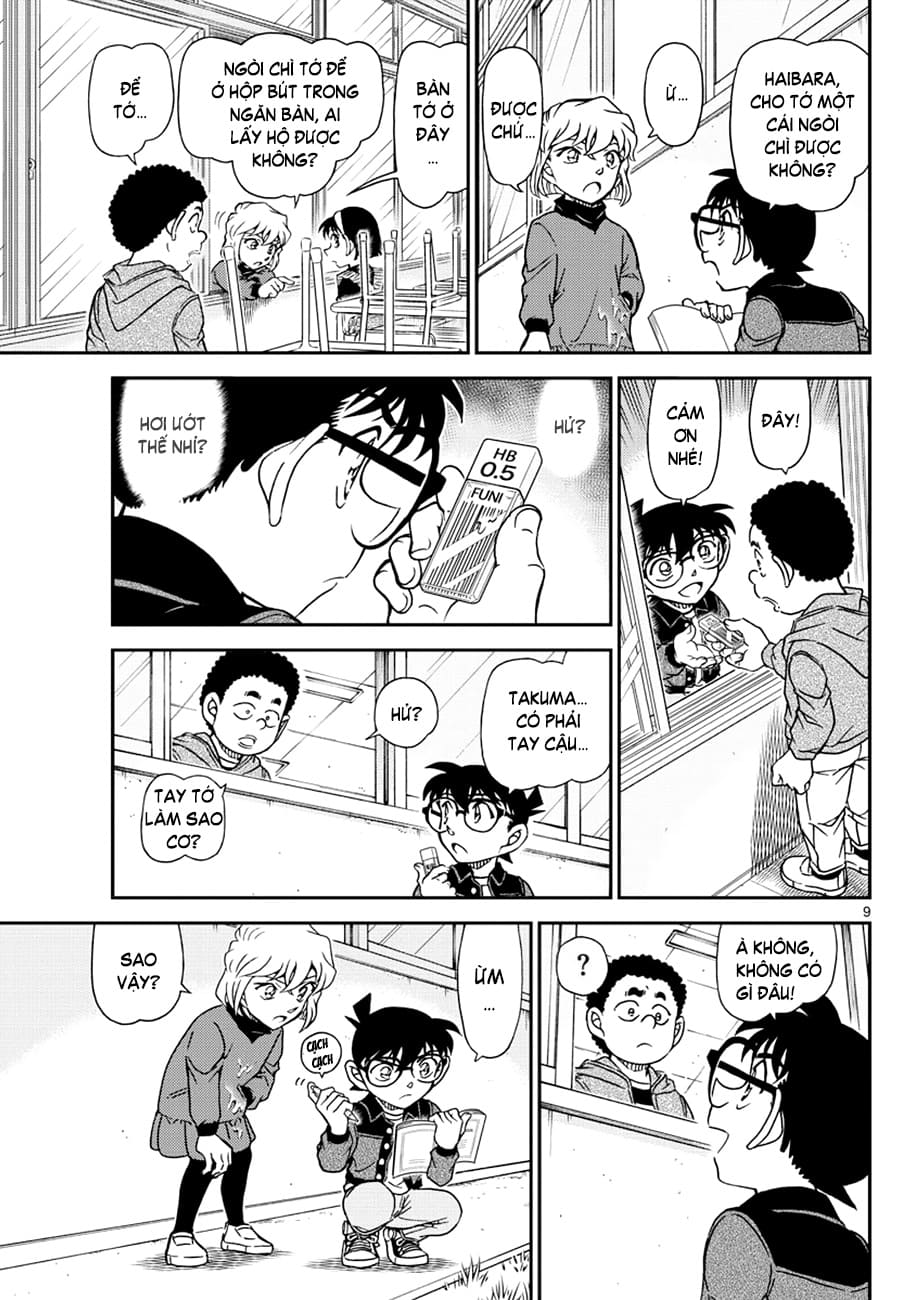 HAIBARA,
CHO TỚ MỘT
CÁI NGÒI
CHÌ ĐƯỢC
KHÔNG?
Ừ...
ĐƯỢC
CHỨ...
BÀN
TỚ Ở
ĐÂY
...
NGÒI CHÌ TỚ ĐỂ
Ở HỘP BÚT TRONG
NGĂN BÀN, AI
LẤY HỘ ĐƯỢC
KHÔNG?
ĐỂ
TỚ...
ĐÂY!
CẢM
ƠN
NHÉ!
HỬ?
HB
0.5
FUNI
HƠI ƯỚT
THẾ NHỈ?
TAKUMA...
CÓ PHẢI
TAY CẬU...
HỬ?
TAY TỚ
LÀM SAO
CƠ?
9
À KHÔNG,
KHÔNG CÓ
GÌ ĐÂU!
?
ỪM
...
CẠCH
CẠCH
SAO
VẬY?